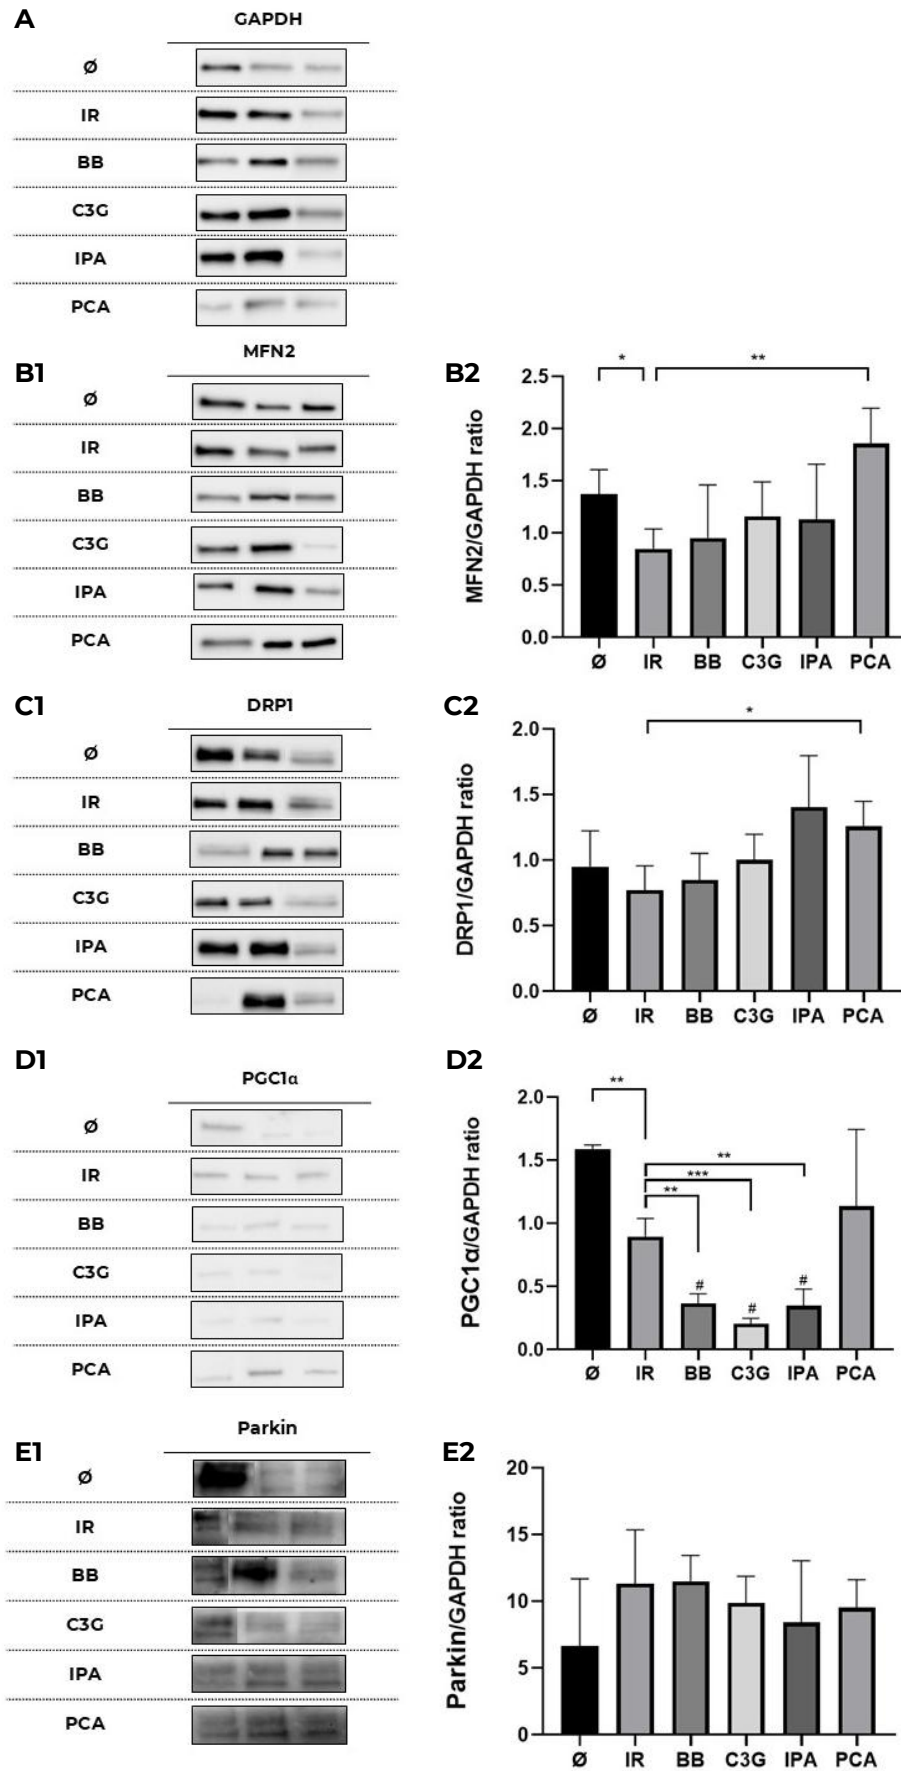 A
GAPDH
Ø
IR
BB
C3G
IPA
PCA
B1
MFN2
Ø
IR
BB
C3G
IPA
PCA
B2
* **
MFN2/GAPDH ratio
2.5
2.0
1.5
1.0
0.5
0.0
Ø IR BB C3G IPA PCA
C1
DRP1
Ø
IR
BB
C3G
IPA
PCA
C2
*
DRP1/GAPDH ratio
2.0
1.5
1.0
0.5
0.0
Ø IR BB C3G IPA PCA
D1
PGC1α
Ø
IR
BB
C3G
IPA
PCA
D2
**
**
***
**
# # #
PGC1α/GAPDH ratio
2.0
1.5
1.0
0.5
0.0
Ø IR BB C3G IPA PCA
E1
Parkin
Ø
IR
BB
C3G
IPA
PCA
E2
Parkin/GAPDH ratio
20
15
10
5
0
Ø IR BB C3G IPA PCA